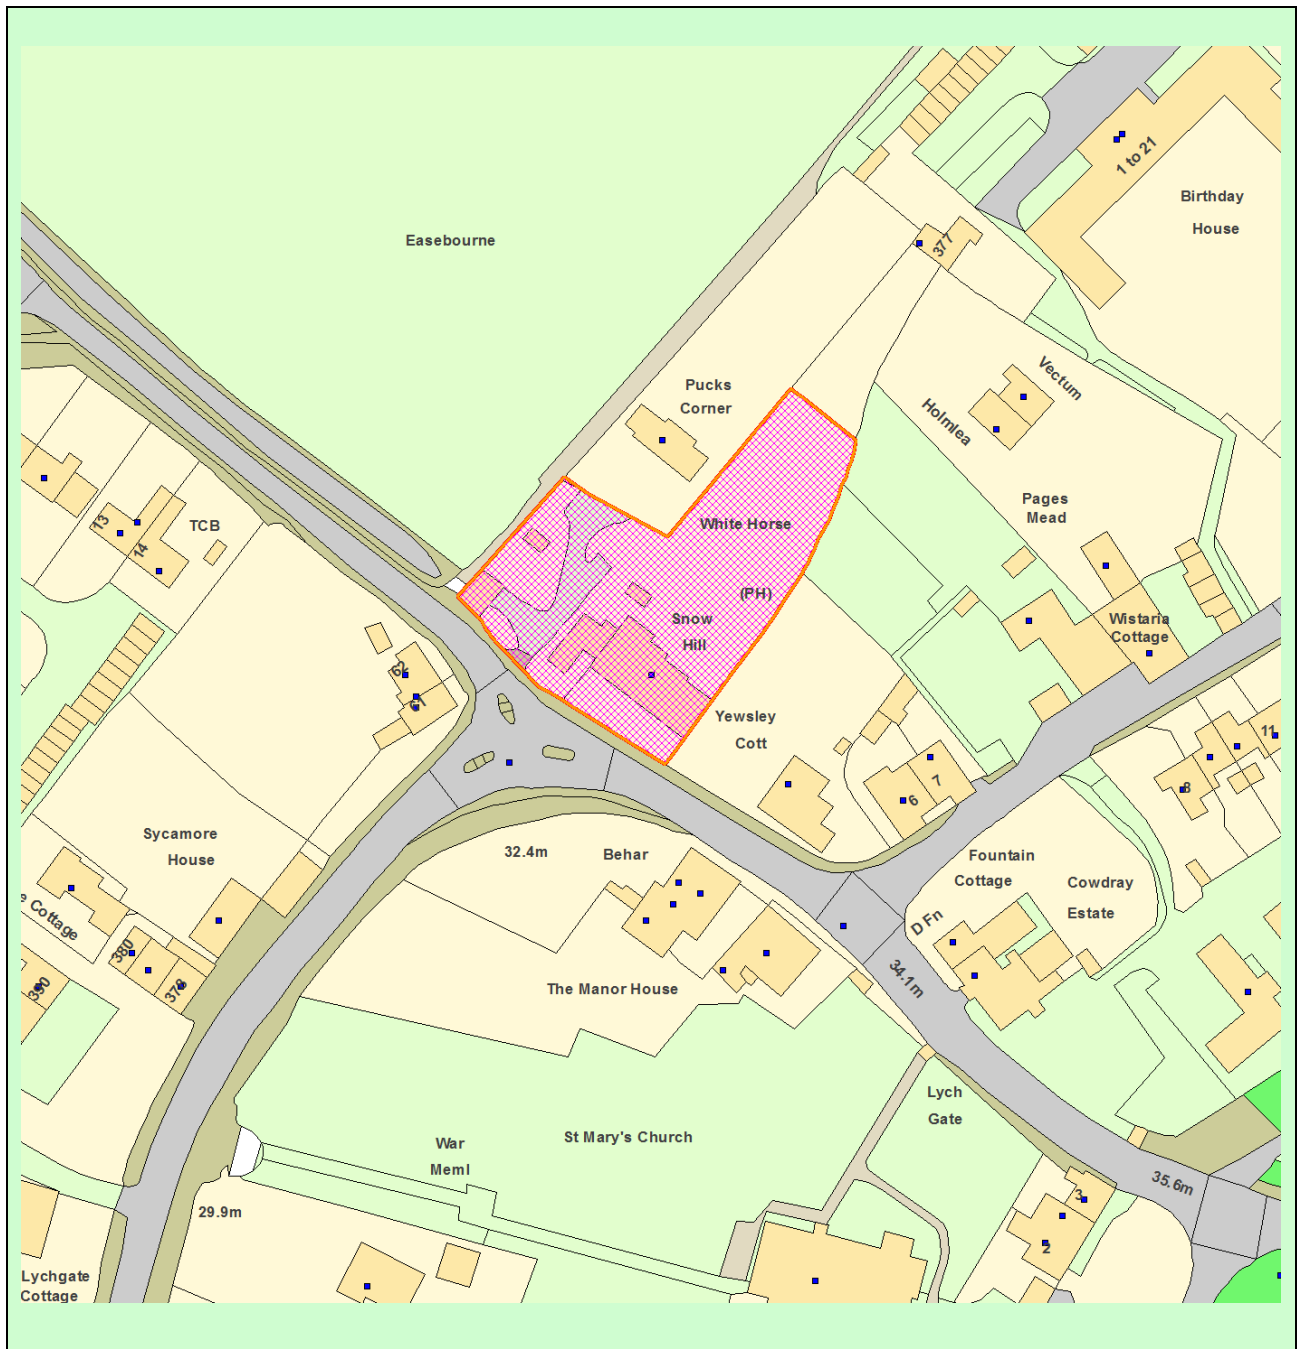 1 to 21
Birthday
House
Easebourne
377
Vectum
Pucks
Corner
Holmlea
Pages
Mead
White Horse
TCB
13
14
(PH)
Snow
Hill
Wistaria
Cottage
62
67
Yewsley
Cott
11
7
6
8
Sycamore
House
32.4m
Behar
Fountain
Cottage
Cowdray
Estate
e Cottage
D Fn
380
378
390
34.1m
The Manor House
Lych
Gate
War
Meml
St Mary's Church
35.6m
3
2
29.9m
Lychgate
Cottage